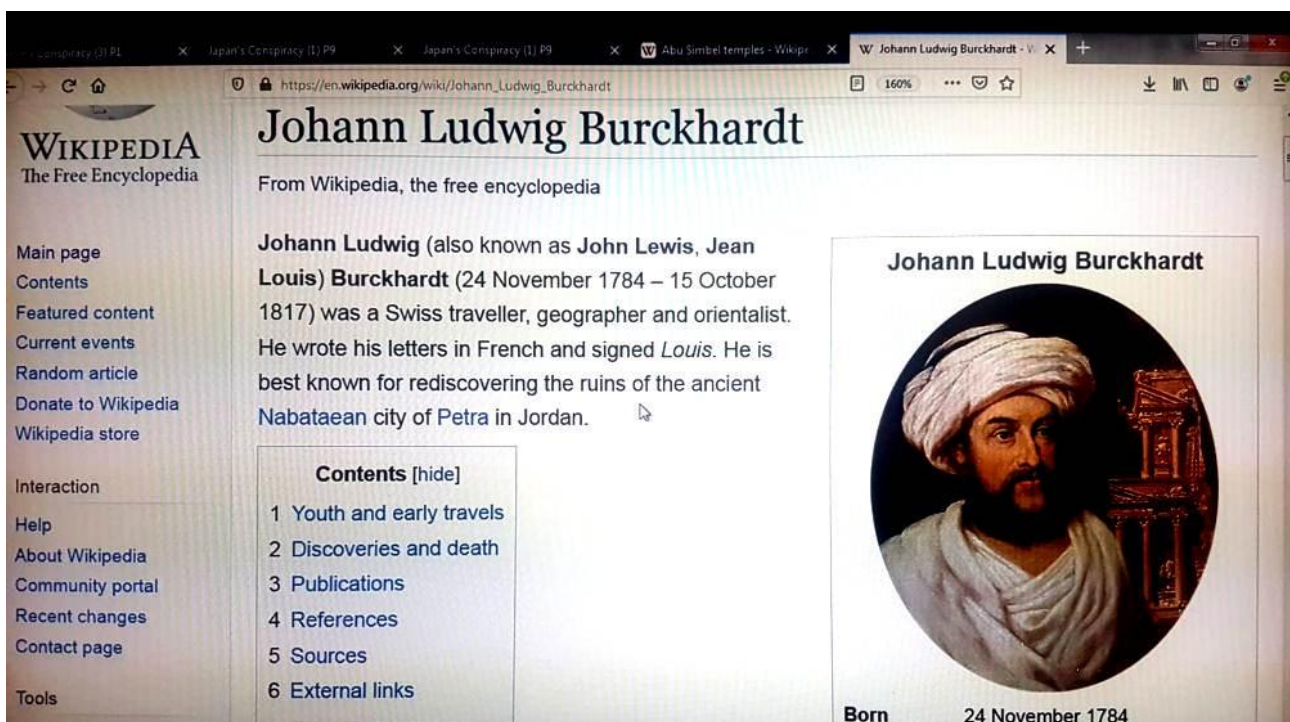 Conspiracy (3) P1
Japan's Conspiracy (1) P9
Japan's Conspiracy (1) P9
W Abu Simbel temples - Wikipe
W Johann Ludwig Burckhardt - W
https://en.wikipedia.org/wiki/Johann_Ludwig_Burckhardt
160%
WIKIPEDIA
The Free Encyclopedia
Main page
Contents
Featured content
Current events
Random article
Donate to Wikipedia
Wikipedia store
Interaction
Help
About Wikipedia
Community portal
Recent changes
Contact page
Tools
Johann Ludwig Burckhardt
From Wikipedia, the free encyclopedia
Johann Ludwig (also known as John Lewis, Jean
Louis) Burckhardt (24 November 1784 – 15 October
1817) was a Swiss traveller, geographer and orientalist.
He wrote his letters in French and signed Louis. He is
best known for rediscovering the ruins of the ancient
Nabataean city of Petra in Jordan.
Contents [hide]
1 Youth and early travels
2 Discoveries and death
3 Publications
4 References
5 Sources
6 External links
Johann Ludwig Burckhardt
Born 24 November 1784